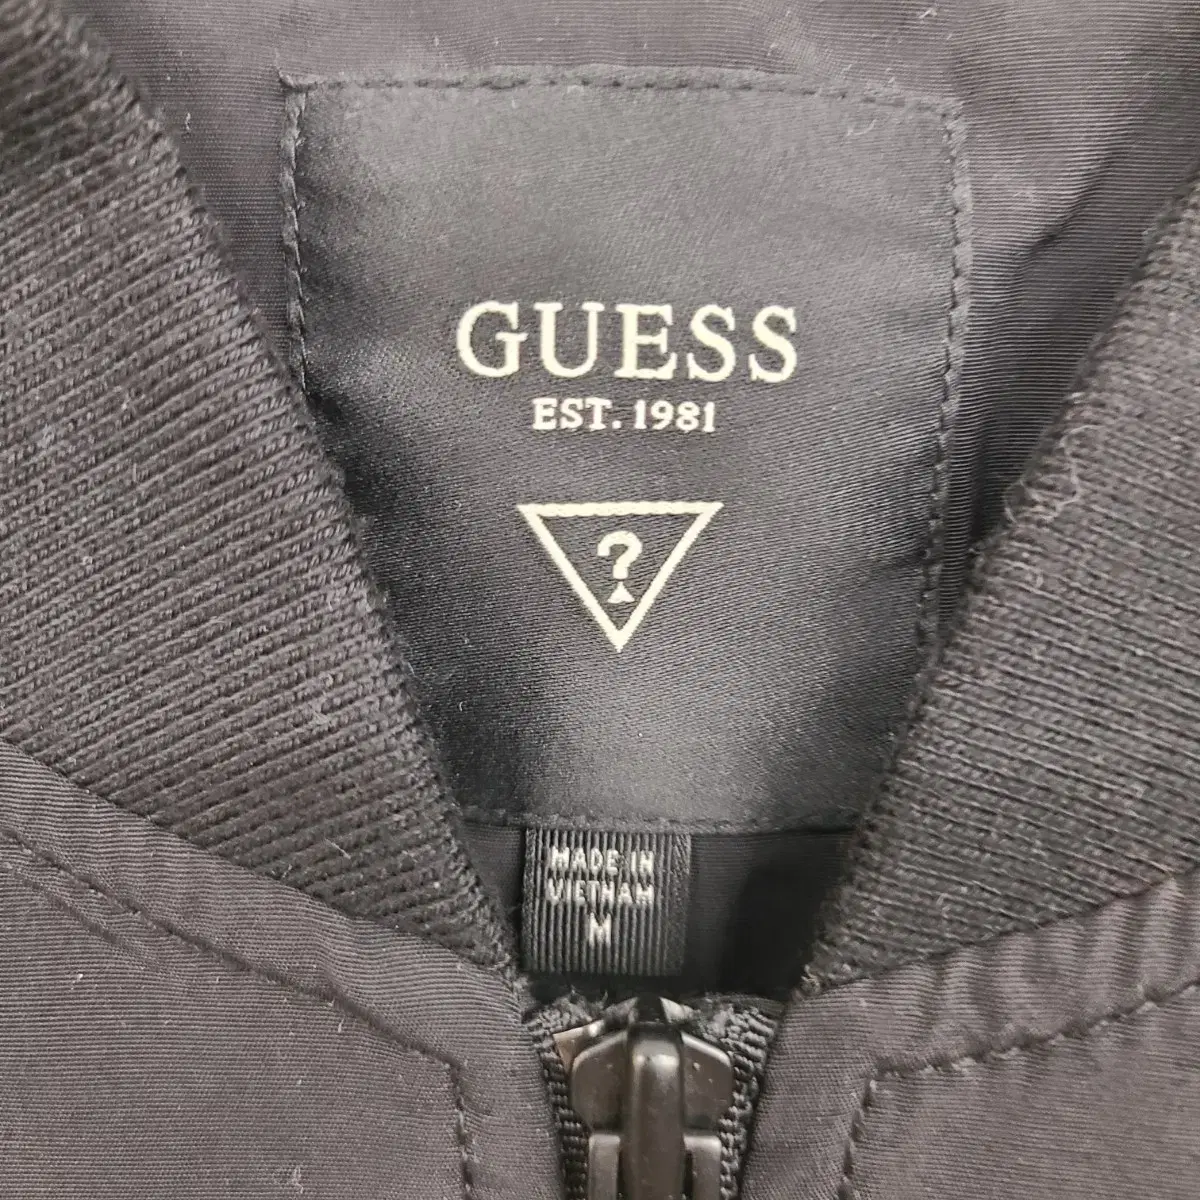 GUESS
EST. 1981
?
MADE IN
VIETNAM
M